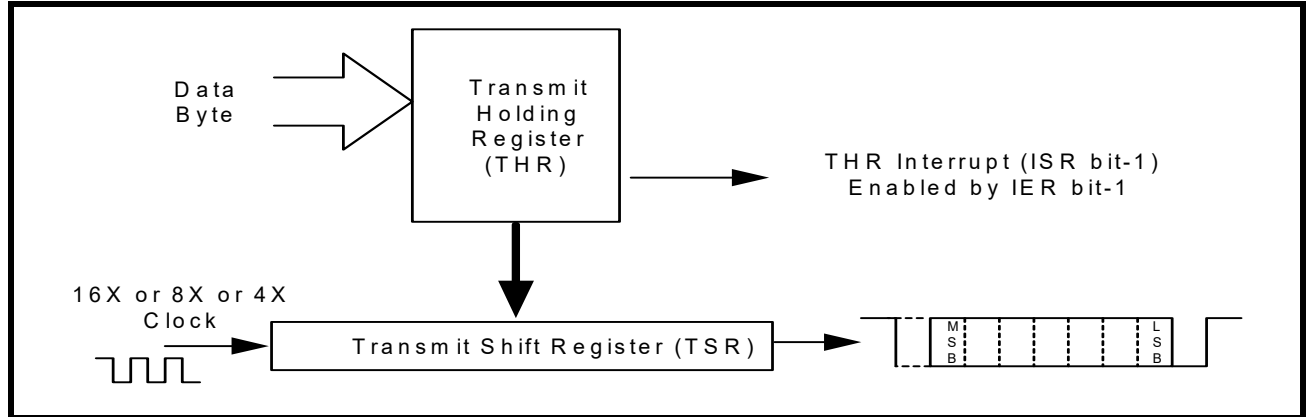 Data
Byte
Transmit
Holding
Register
(THR)
THR Interrupt (ISR bit-1)
Enabled by IER bit-1
16X or 8X or 4X
Clock
Transmit Shift Register (TSR)
M
S
B
L
S
B